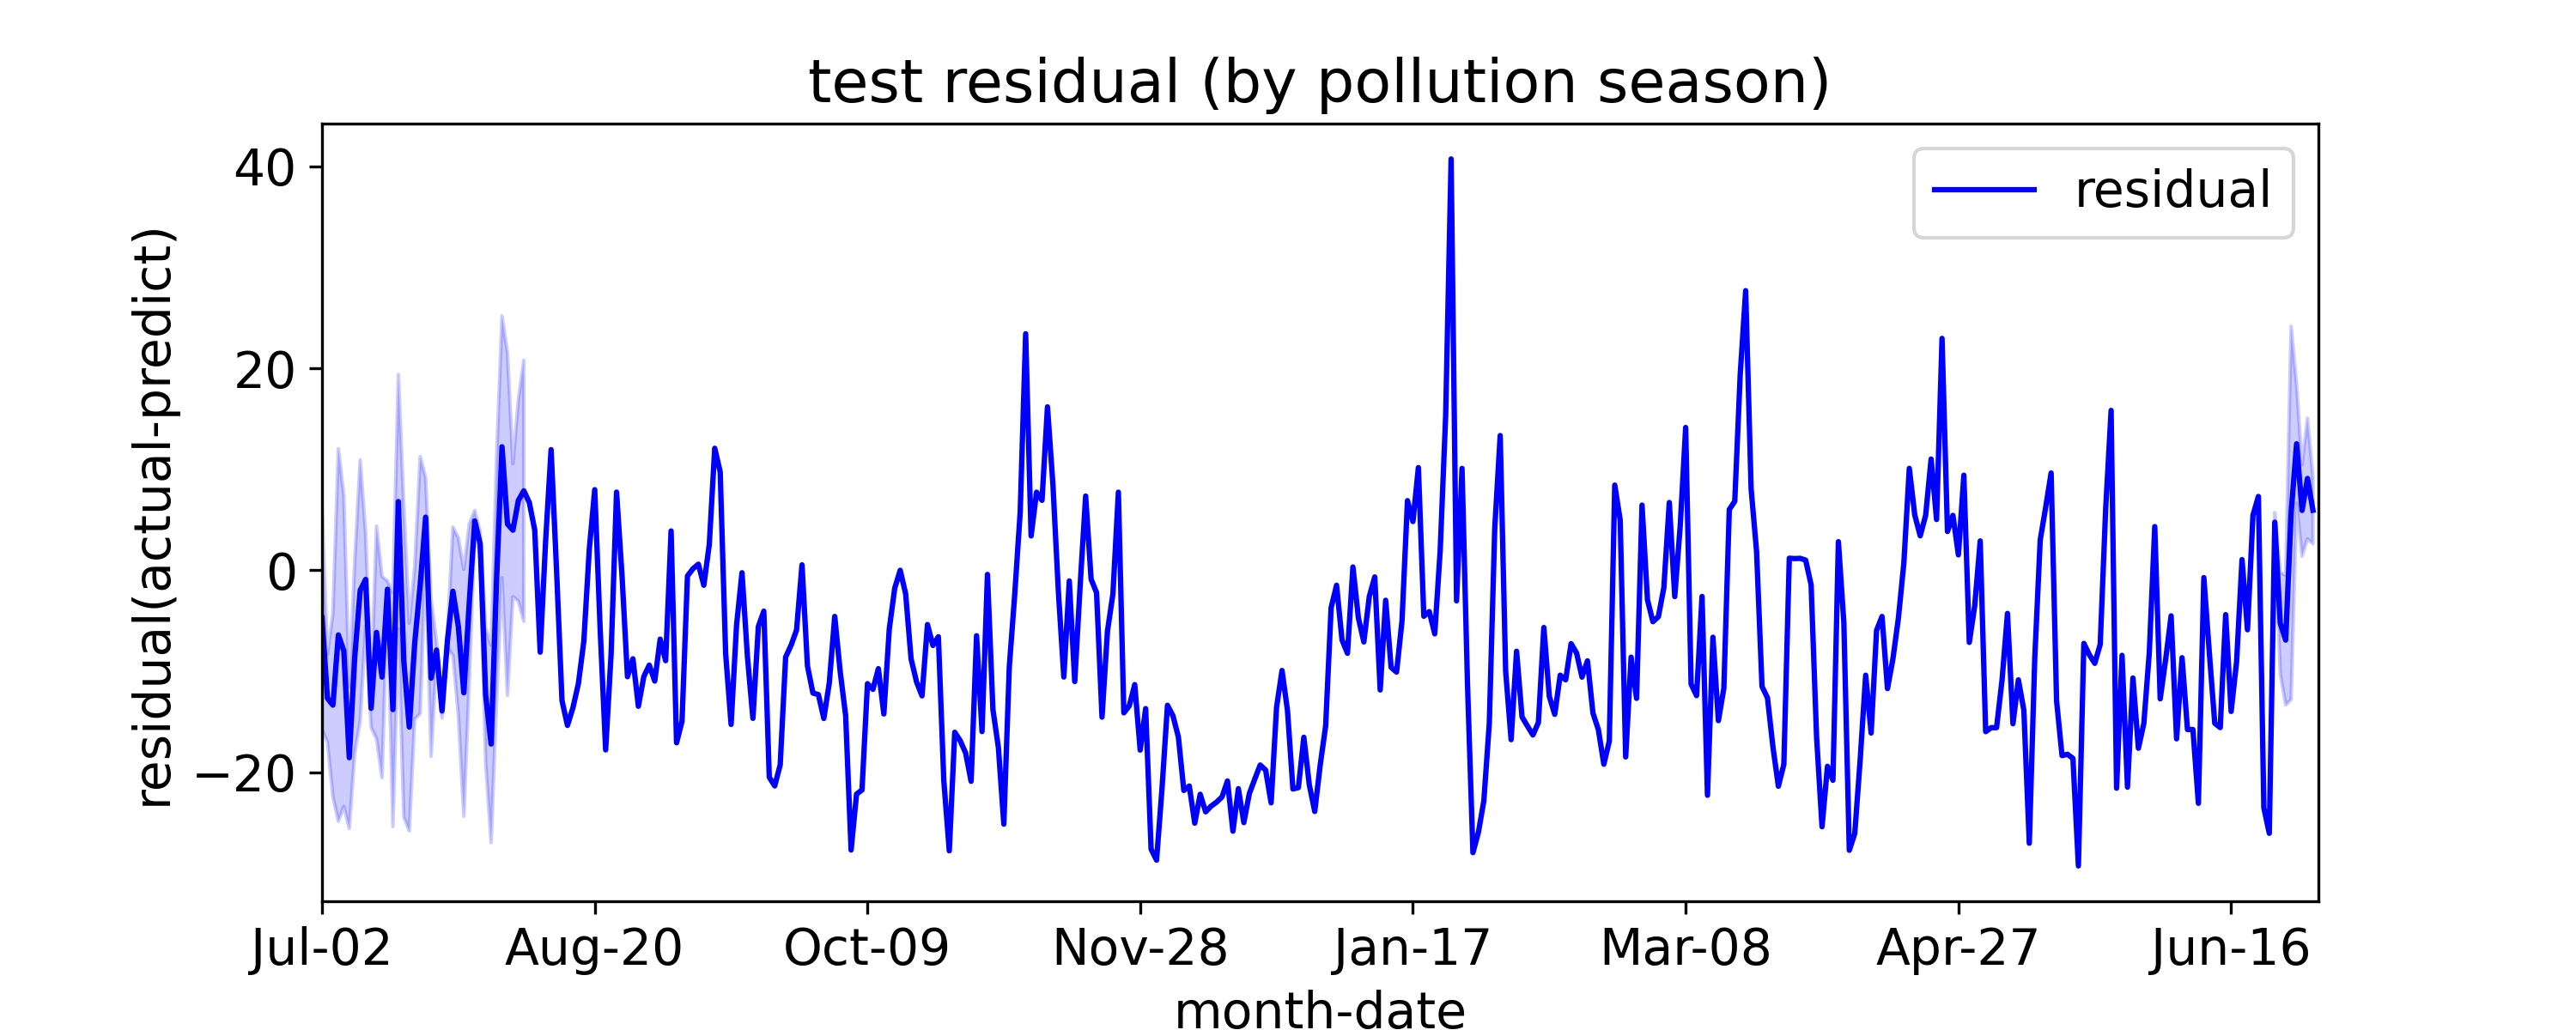 test residual (by pollution season)
residual
40
20
0
−20
residual(actual-predict)
Jul-02 Aug-20 Oct-09 Nov-28 Jan-17 Mar-08 Apr-27 Jun-16
month-date